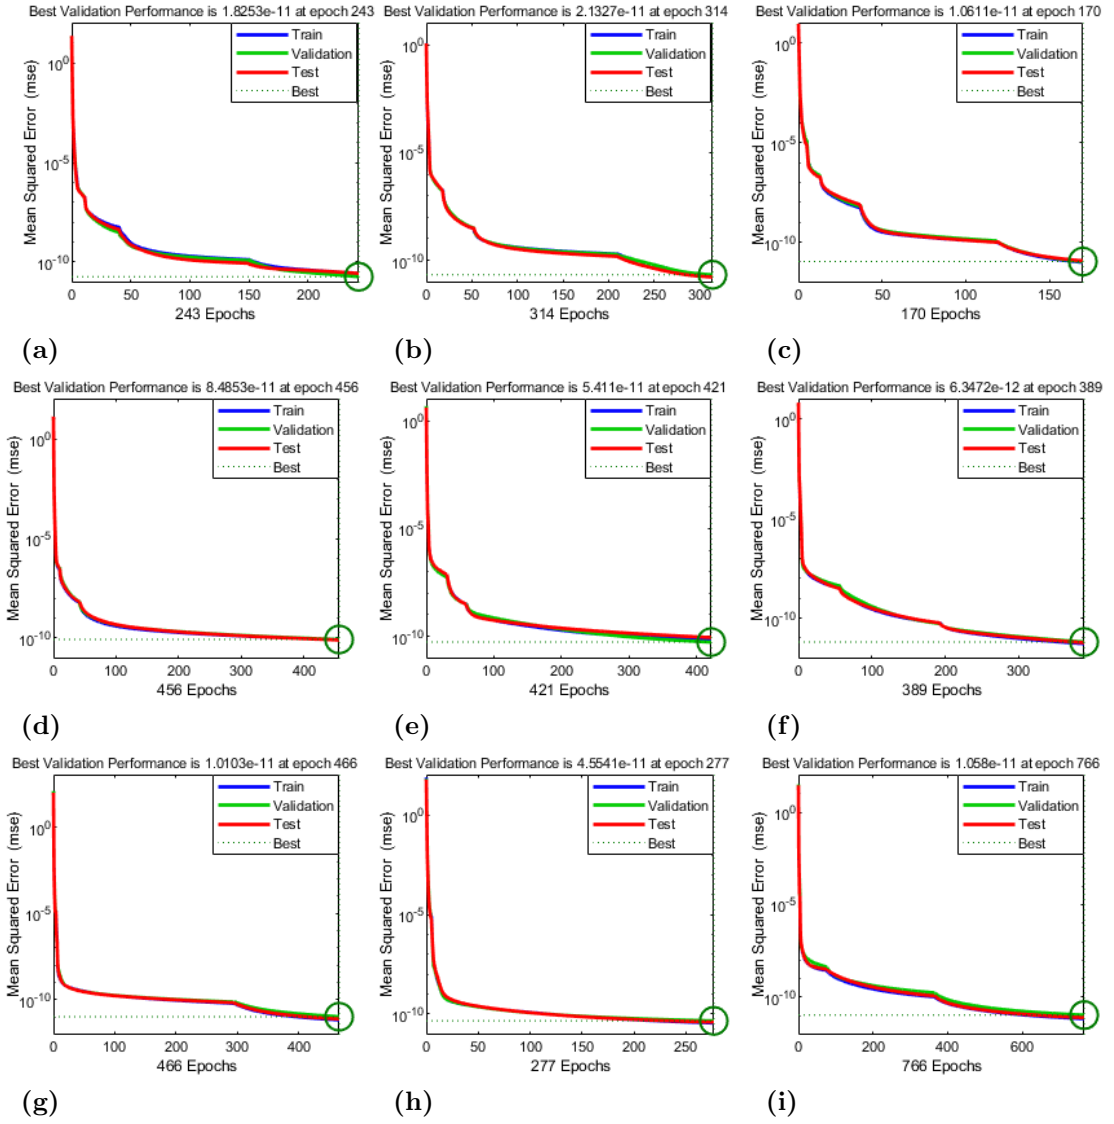 Best Validation Performance is 1.8253e-11 at epoch 243
Train
Validation
Test
Best
Mean Squared Error (mse)
10^0
10^-5
10^-10
0 50 100 150 200
243 Epochs
(a)
Best Validation Performance is 2.1327e-11 at epoch 314
Train
Validation
Test
Best
Mean Squared Error (mse)
10^0
10^-5
10^-10
0 50 100 150 200 250 300
314 Epochs
(b)
Best Validation Performance is 1.0611e-11 at epoch 170
Train
Validation
Test
Best
Mean Squared Error (mse)
10^0
10^-5
10^-10
0 50 100 150
170 Epochs
(c)
Best Validation Performance is 8.4853e-11 at epoch 456
Train
Validation
Test
Best
Mean Squared Error (mse)
10^0
10^-5
10^-10
0 100 200 300 400
456 Epochs
(d)
Best Validation Performance is 5.411e-11 at epoch 421
Train
Validation
Test
Best
Mean Squared Error (mse)
10^0
10^-5
10^-10
0 100 200 300 400
421 Epochs
(e)
Best Validation Performance is 6.3472e-12 at epoch 389
Train
Validation
Test
Best
Mean Squared Error (mse)
10^0
10^-5
10^-10
0 100 200 300
389 Epochs
(f)
Best Validation Performance is 1.0103e-11 at epoch 466
Train
Validation
Test
Best
Mean Squared Error (mse)
10^0
10^-5
10^-10
0 100 200 300 400
466 Epochs
(g)
Best Validation Performance is 4.5541e-11 at epoch 277
Train
Validation
Test
Best
Mean Squared Error (mse)
10^0
10^-5
10^-10
0 50 100 150 200 250
277 Epochs
(h)
Best Validation Performance is 1.058e-11 at epoch 766
Train
Validation
Test
Best
Mean Squared Error (mse)
10^0
10^-5
10^-10
0 200 400 600
766 Epochs
(i)